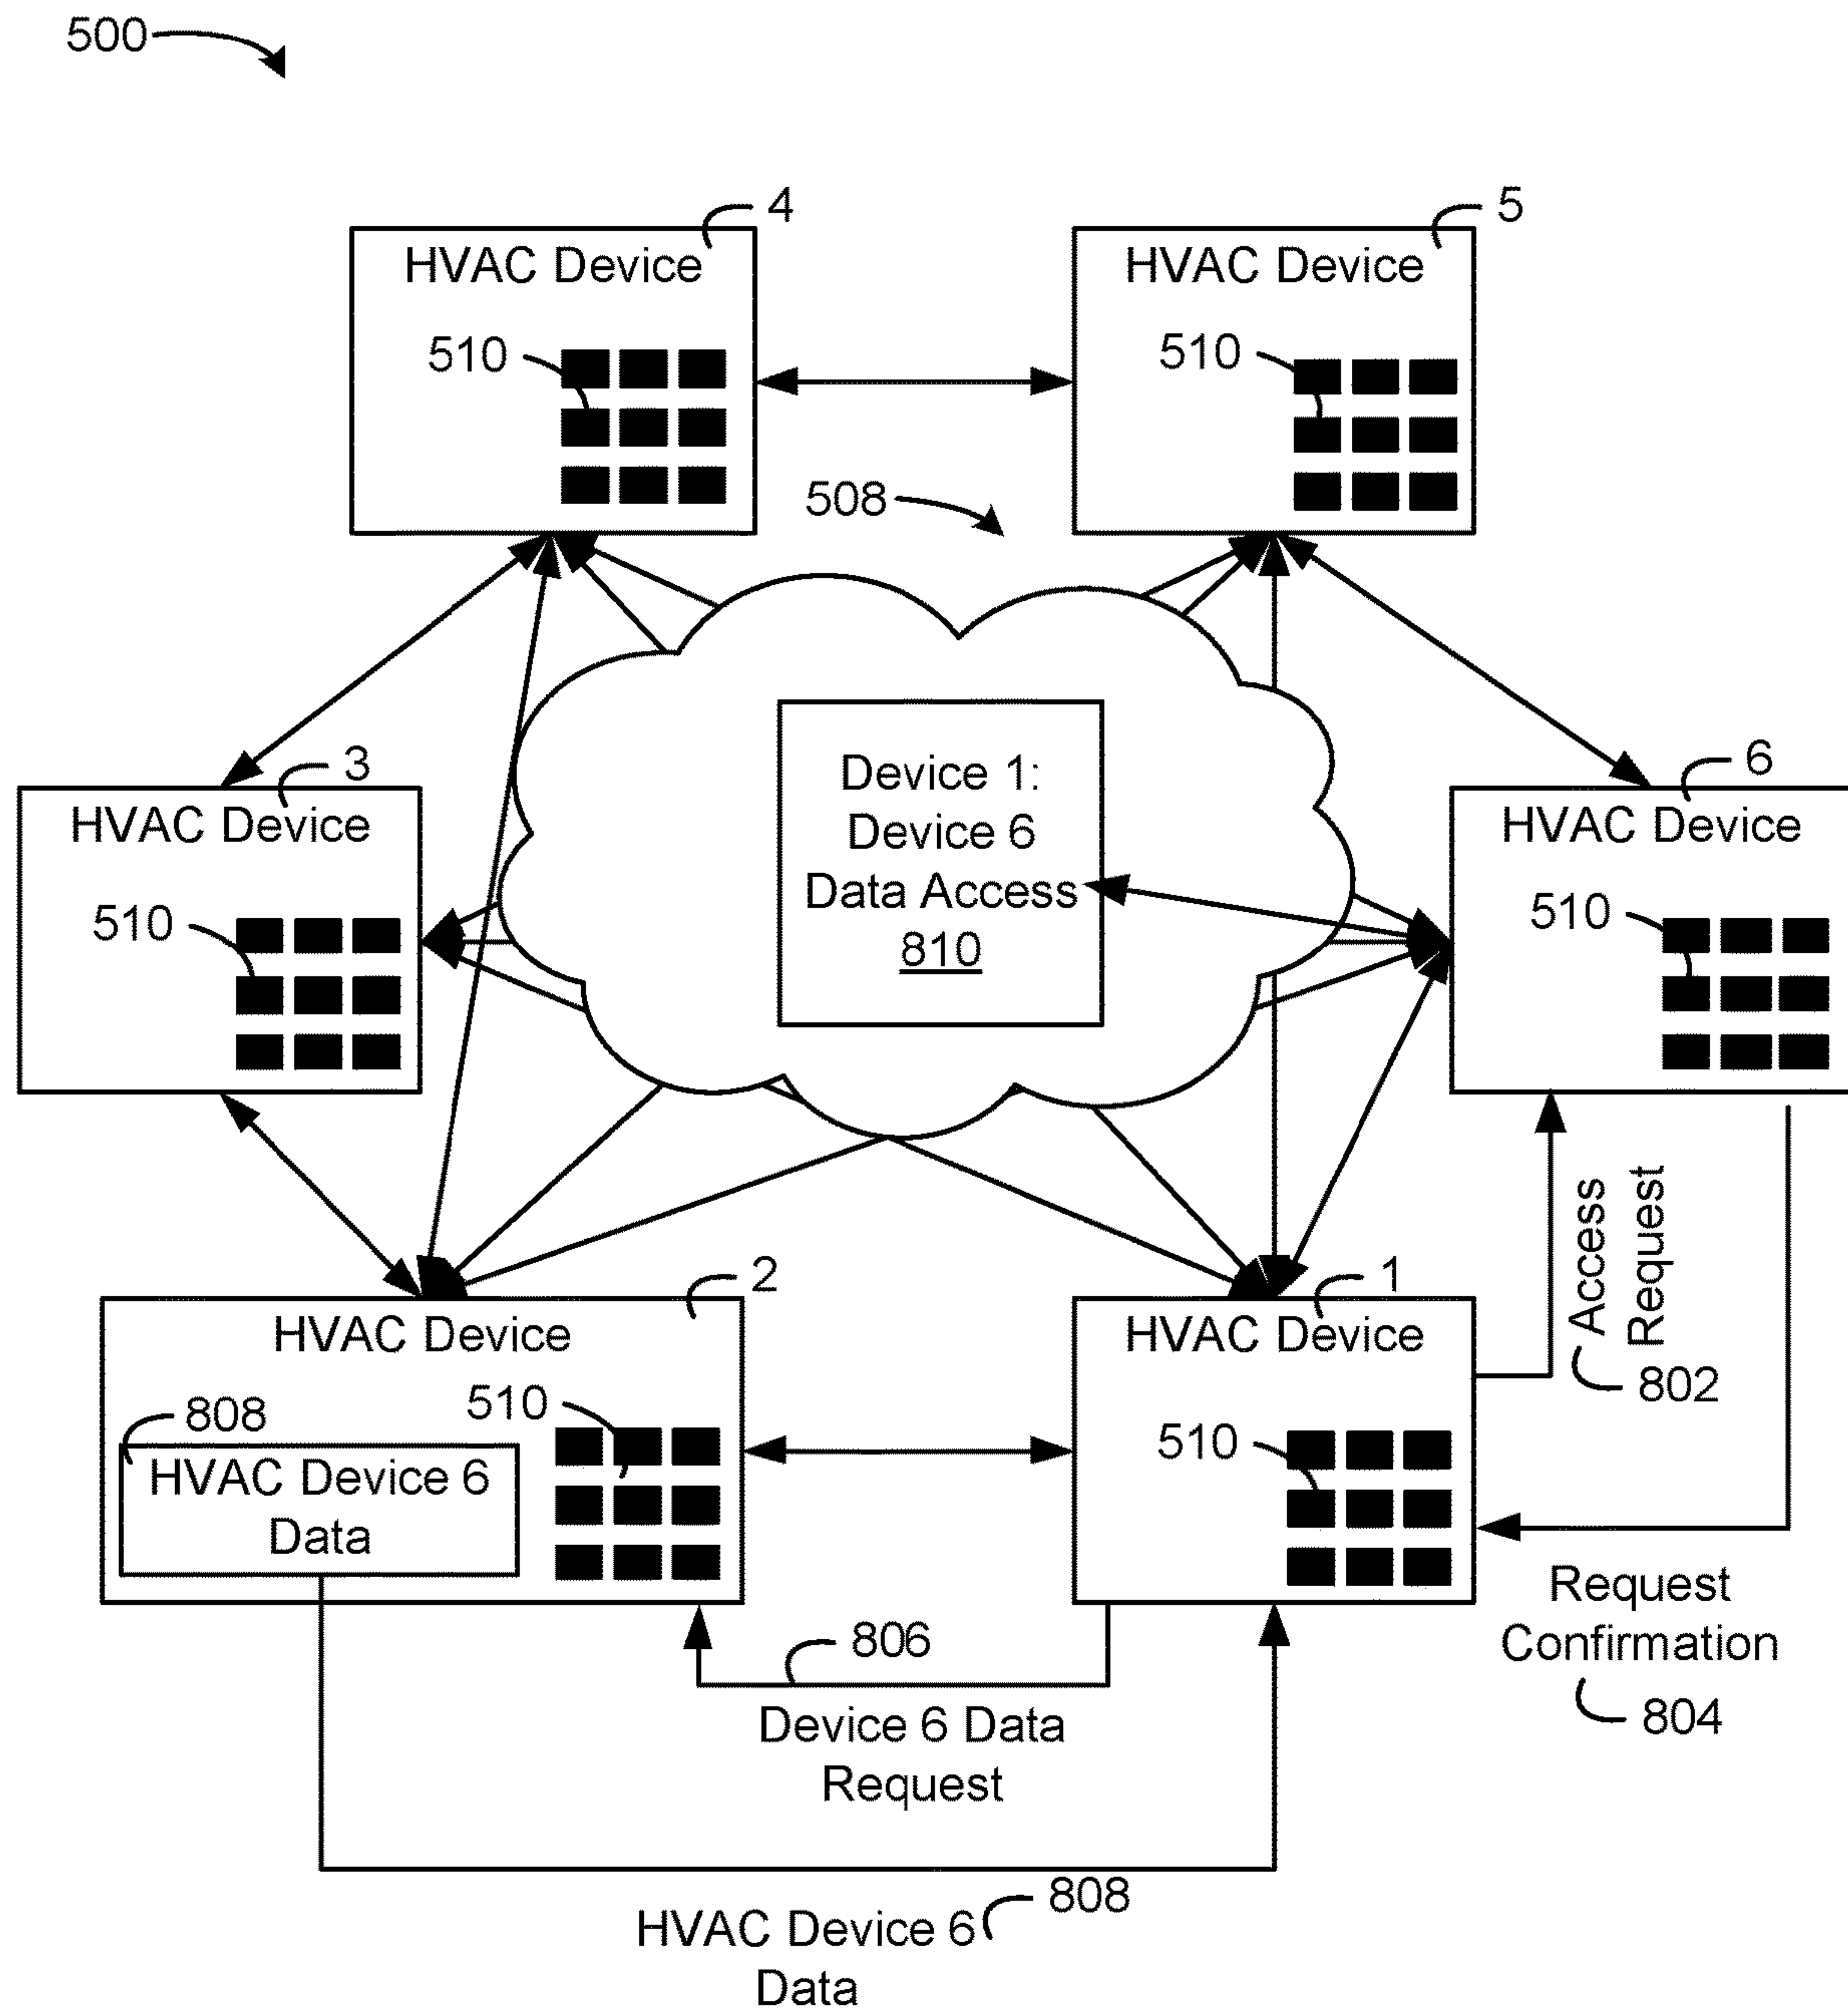 500
4
HVAC Device
510
5
HVAC Device
510
508
3
HVAC Device
510
Device 1:
Device 6
Data Access
810
6
HVAC Device
510
2
HVAC Device
808
510
HVAC Device 6
Data
1
HVAC Device
510
Access
Request
802
Request
Confirmation
804
806
Device 6 Data
Request
808
HVAC Device 6
Data